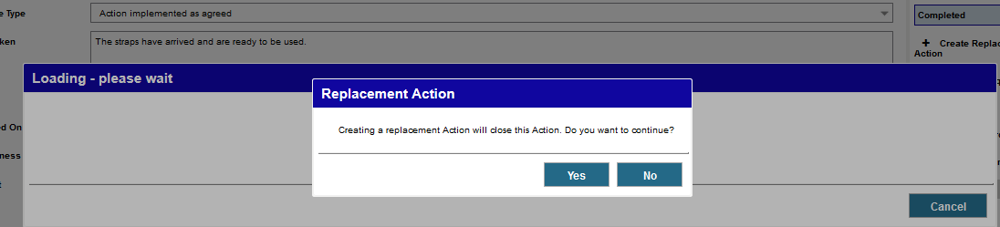 e Type
Action implemented as agreed
Completed
ken
The straps have arrived and are ready to be used.
+ Create Replac
Action
Loading - please wait
Replacement Action
d On
Creating a replacement Action will close this Action. Do you want to continue?
ness
Yes
No
Cancel